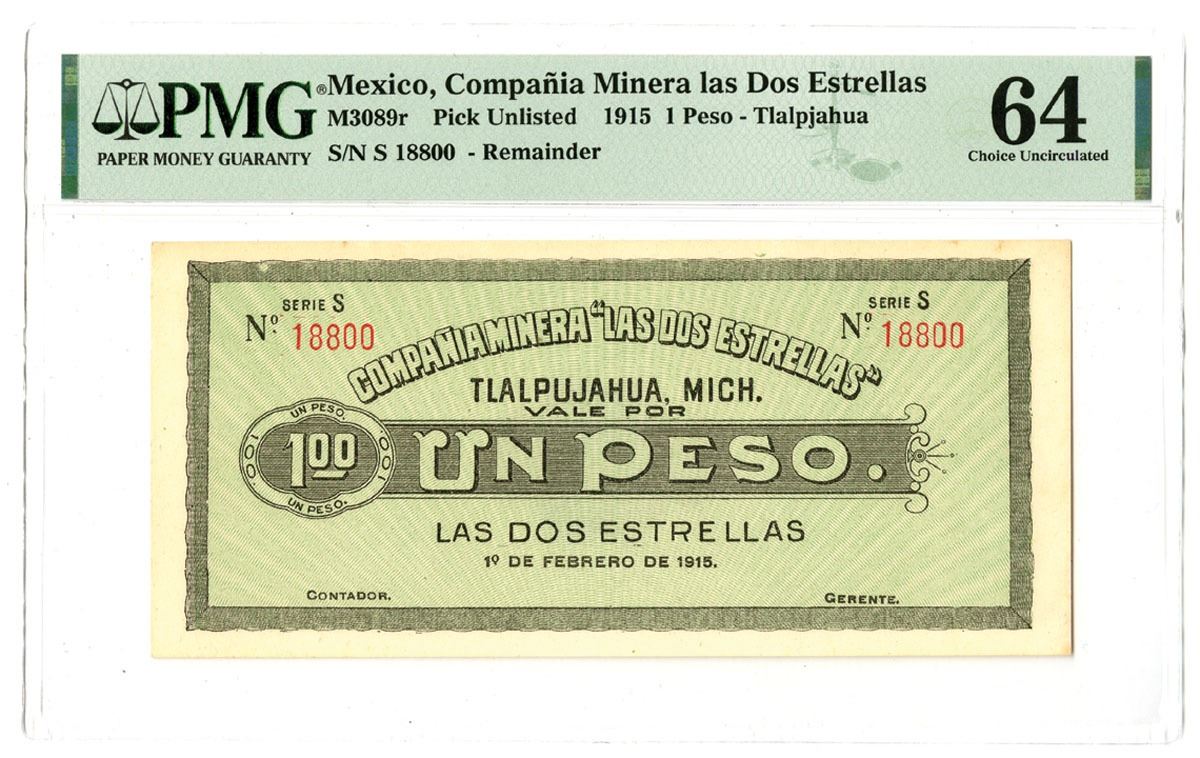 PMG®
PAPER MONEY GUARANTY
Mexico, Compañia Minera las Dos Estrellas
M3089r Pick Unlisted 1915 1 Peso - Tlalpjahua
S/N S 18800 - Remainder
64
Choice Uncirculated
SERIE S
Nº 18800
SERIE S
Nº 18800
COMPAÑIA MINERA "LAS DOS ESTRELLAS"
TLALPUJAHUA, MICH.
VALE POR
UN PESO.
100
100
001
UN PESO.
UN PESO.
LAS DOS ESTRELLAS
1º DE FEBRERO DE 1915.
CONTADOR.
GERENTE.